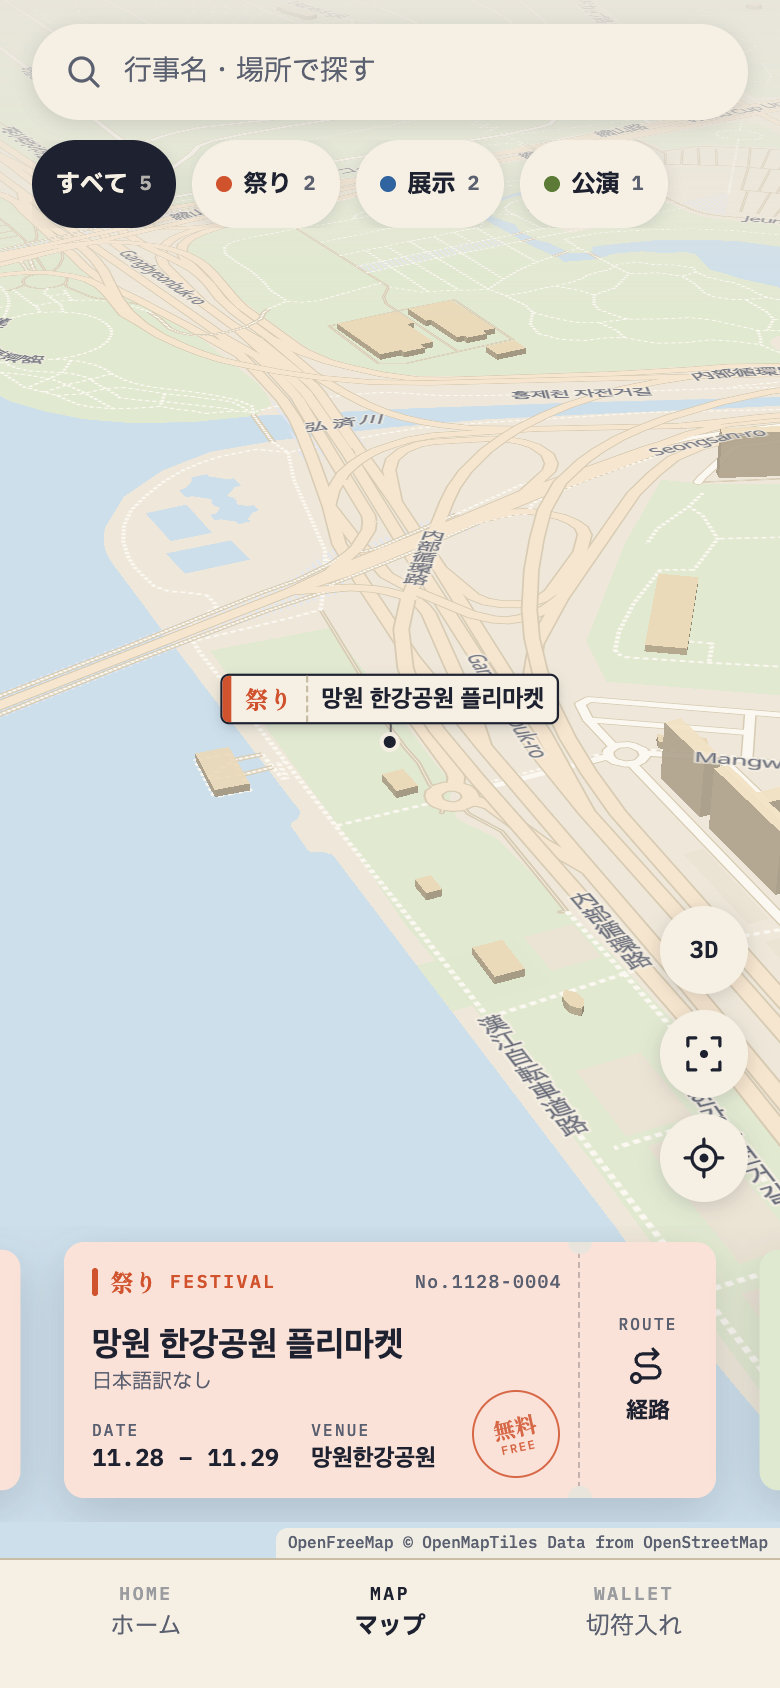 行事名・場所で探す
すべて 5
祭り 2
展示 2
公演 1
Gangbyeonbuk-ro
홍제천 자전거길
内部循環
弘済川
Seongsan-ro
内部循環路
祭り 망원 한강공원 플리마켓
Mangw
内部循環路
3D
漢江自転車道路
祭り FESTIVAL No.1128-0004
망원 한강공원 플리마켓
日本語訳なし
DATE VENUE
11.28 – 11.29 망원한강공원
無料
FREE
ROUTE
経路
OpenFreeMap © OpenMapTiles Data from OpenStreetMap
HOME MAP WALLET
ホーム マップ 切符入れ